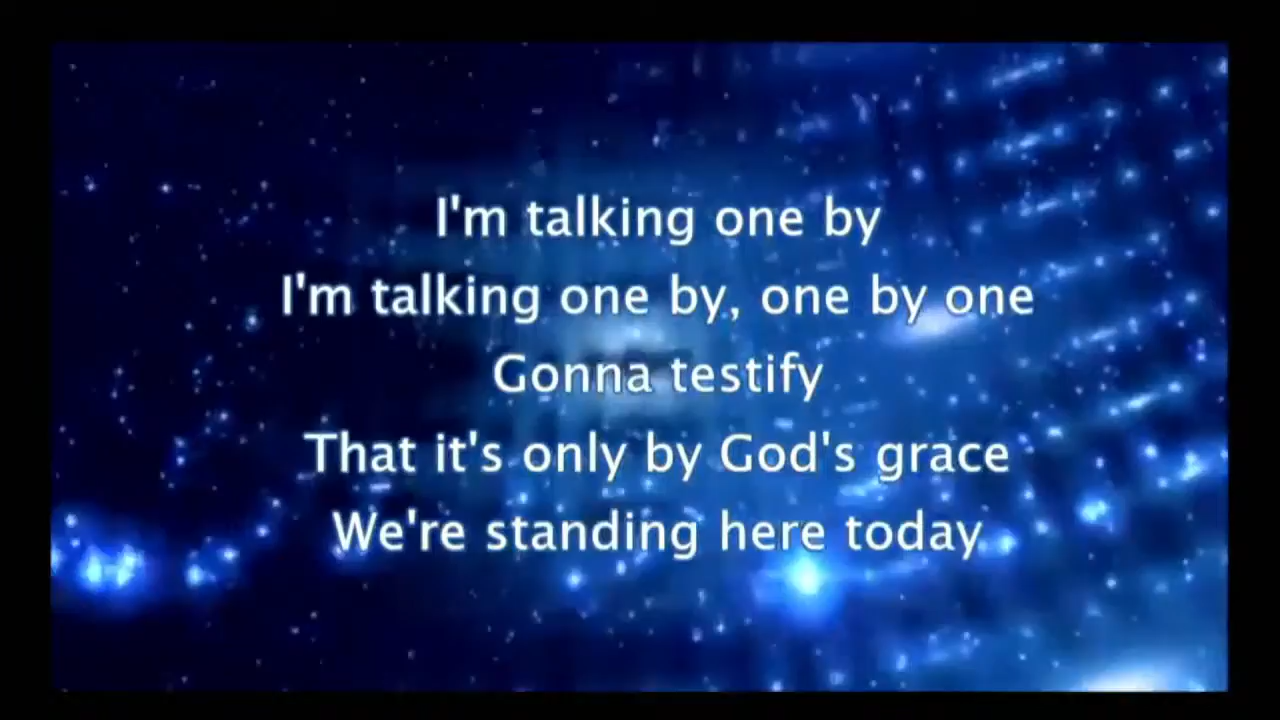 I'm talking one by
I'm talking one by, one by one
Gonna testify
That it's only by God's grace
We're standing here today